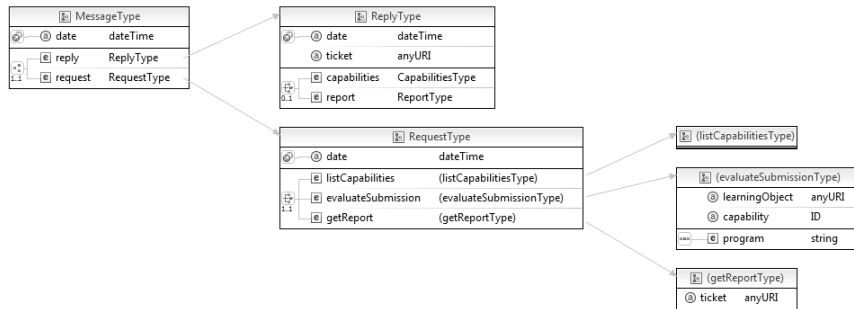 MessageType
date dateTime
reply ReplyType
1..1
request RequestType
ReplyType
date dateTime
ticket anyURI
capabilities CapabilitiesType
0..1
report ReportType
RequestType
date dateTime
listCapabilities (listCapabilitiesType)
evaluateSubmission (evaluateSubmissionType)
1..1
getReport (getReportType)
(listCapabilitiesType)
(evaluateSubmissionType)
learningObject anyURI
capability ID
program string
(getReportType)
ticket anyURI